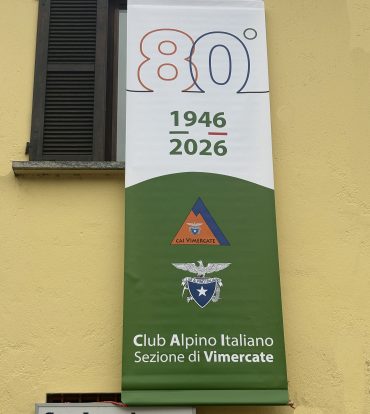 80°
1946
2026
CAI VIMERCATE
Club Alpino Italiano
Sezione di Vimercate